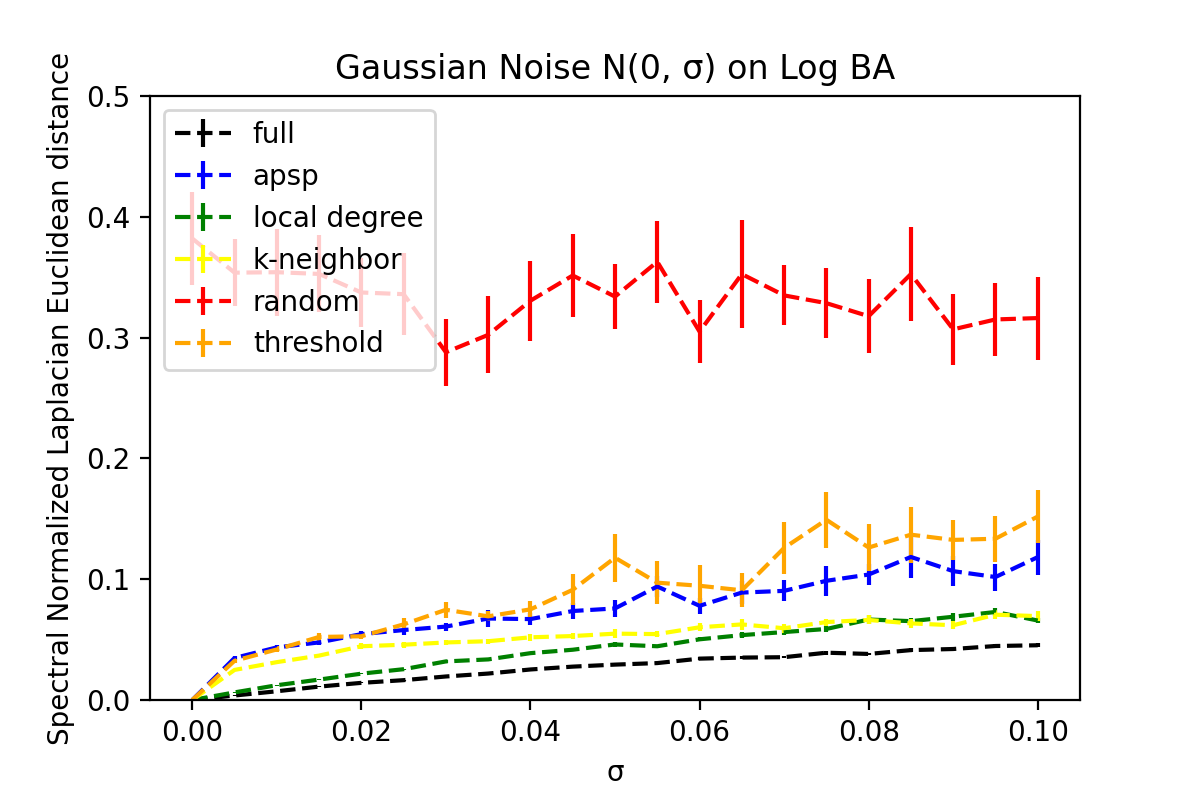 Gaussian Noise N(0, σ) on Log BA
Spectral Normalized Laplacian Euclidean distance
0.5
0.4
0.3
0.2
0.1
0.0
full
apsp
local degree
k-neighbor
random
threshold
0.00 0.02 0.04 0.06 0.08 0.10
σ